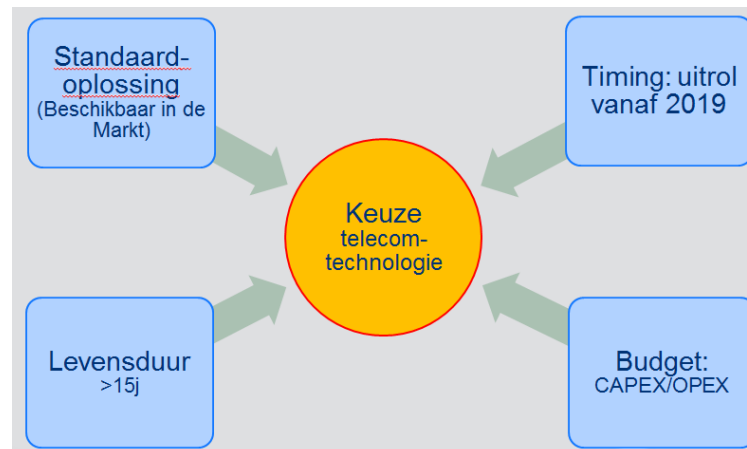 Standaard-
oplossing
(Beschikbaar in de
Markt)
Timing: uitrol
vanaf 2019
Keuze
telecom-
technologie
Levensduur
>15j
Budget:
CAPEX/OPEX